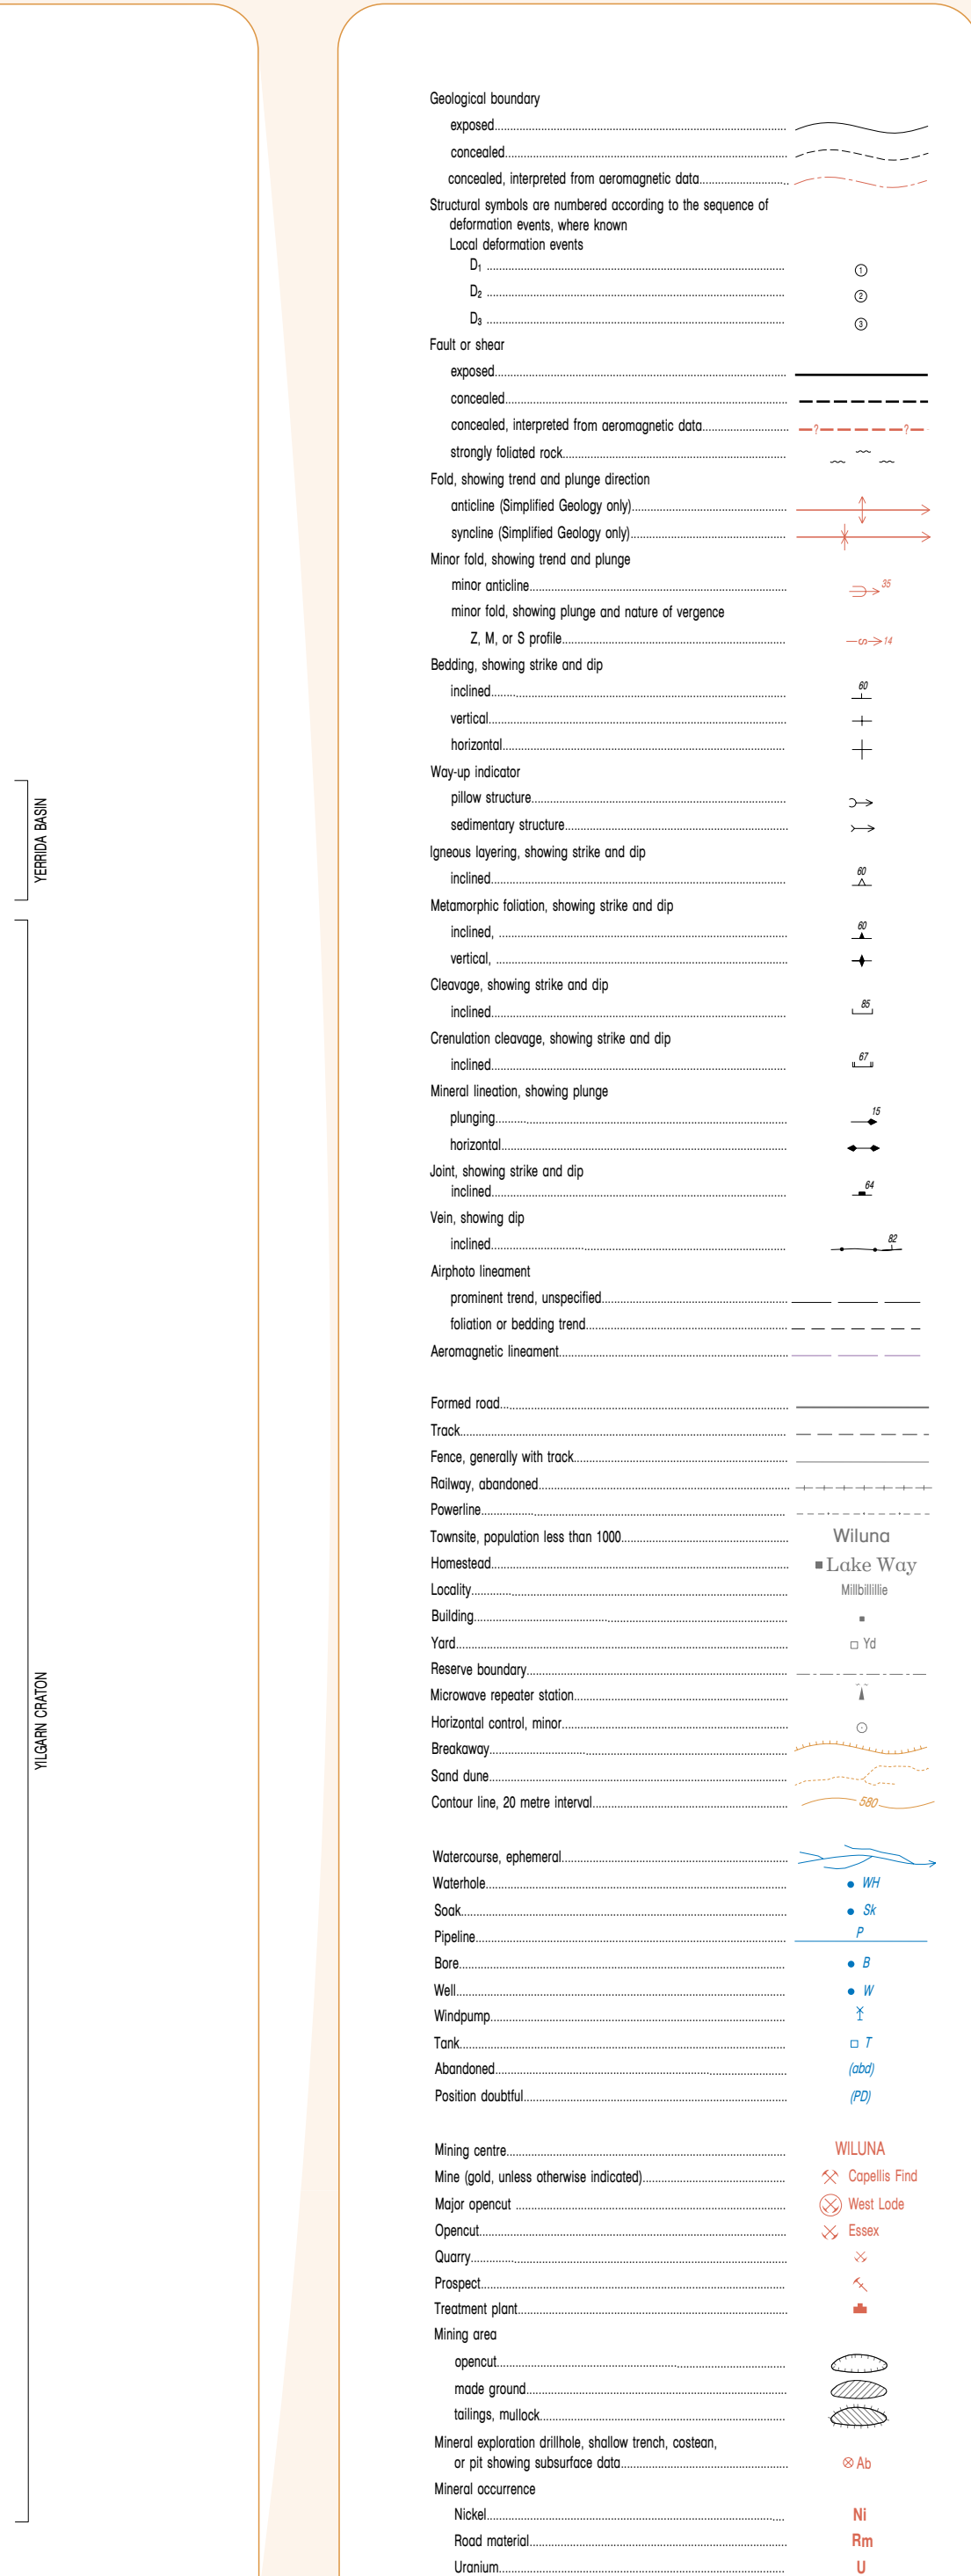 YERRIDA BASIN
YILGARN CRATON
Geological boundary
exposed
concealed
concealed, interpreted from aeromagnetic data
Structural symbols are numbered according to the sequence of
deformation events, where known
Local deformation events
D₁ 1
D₂ 2
D₃ 3
Fault or shear
exposed
concealed
concealed, interpreted from aeromagnetic data ? ?
strongly foliated rock
Fold, showing trend and plunge direction
anticline (Simplified Geology only)
syncline (Simplified Geology only)
Minor fold, showing trend and plunge
minor anticline 35
minor fold, showing plunge and nature of vergence
Z, M, or S profile S 14
Bedding, showing strike and dip
inclined 60
vertical
horizontal
Way-up indicator
pillow structure
sedimentary structure
Igneous layering, showing strike and dip
inclined 60
Metamorphic foliation, showing strike and dip
inclined, 60
vertical,
Cleavage, showing strike and dip
inclined 85
Crenulation cleavage, showing strike and dip
inclined 67
Mineral lineation, showing plunge
plunging 15
horizontal
Joint, showing strike and dip
inclined 64
Vein, showing dip
inclined 82
Airphoto lineament
prominent trend, unspecified
foliation or bedding trend
Aeromagnetic lineament
Formed road
Track
Fence, generally with track
Railway, abandoned
Powerline
Townsite, population less than 1000 Wiluna
Homestead Lake Way
Locality Millbillillie
Building
Yard Yd
Reserve boundary
Microwave repeater station
Horizontal control, minor
Breakaway
Sand dune
Contour line, 20 metre interval 580
Watercourse, ephemeral
Waterhole WH
Soak Sk
Pipeline P
Bore B
Well W
Windpump
Tank T
Abandoned (abd)
Position doubtful (PD)
Mining centre WILUNA
Mine (gold, unless otherwise indicated) Capellis Find
Major opencut West Lode
Opencut Essex
Quarry
Prospect
Treatment plant
Mining area
opencut
made ground
tailings, mullock
Mineral exploration drillhole, shallow trench, costean,
or pit showing subsurface data Ab
Mineral occurrence
Nickel Ni
Road material Rm
Uranium U